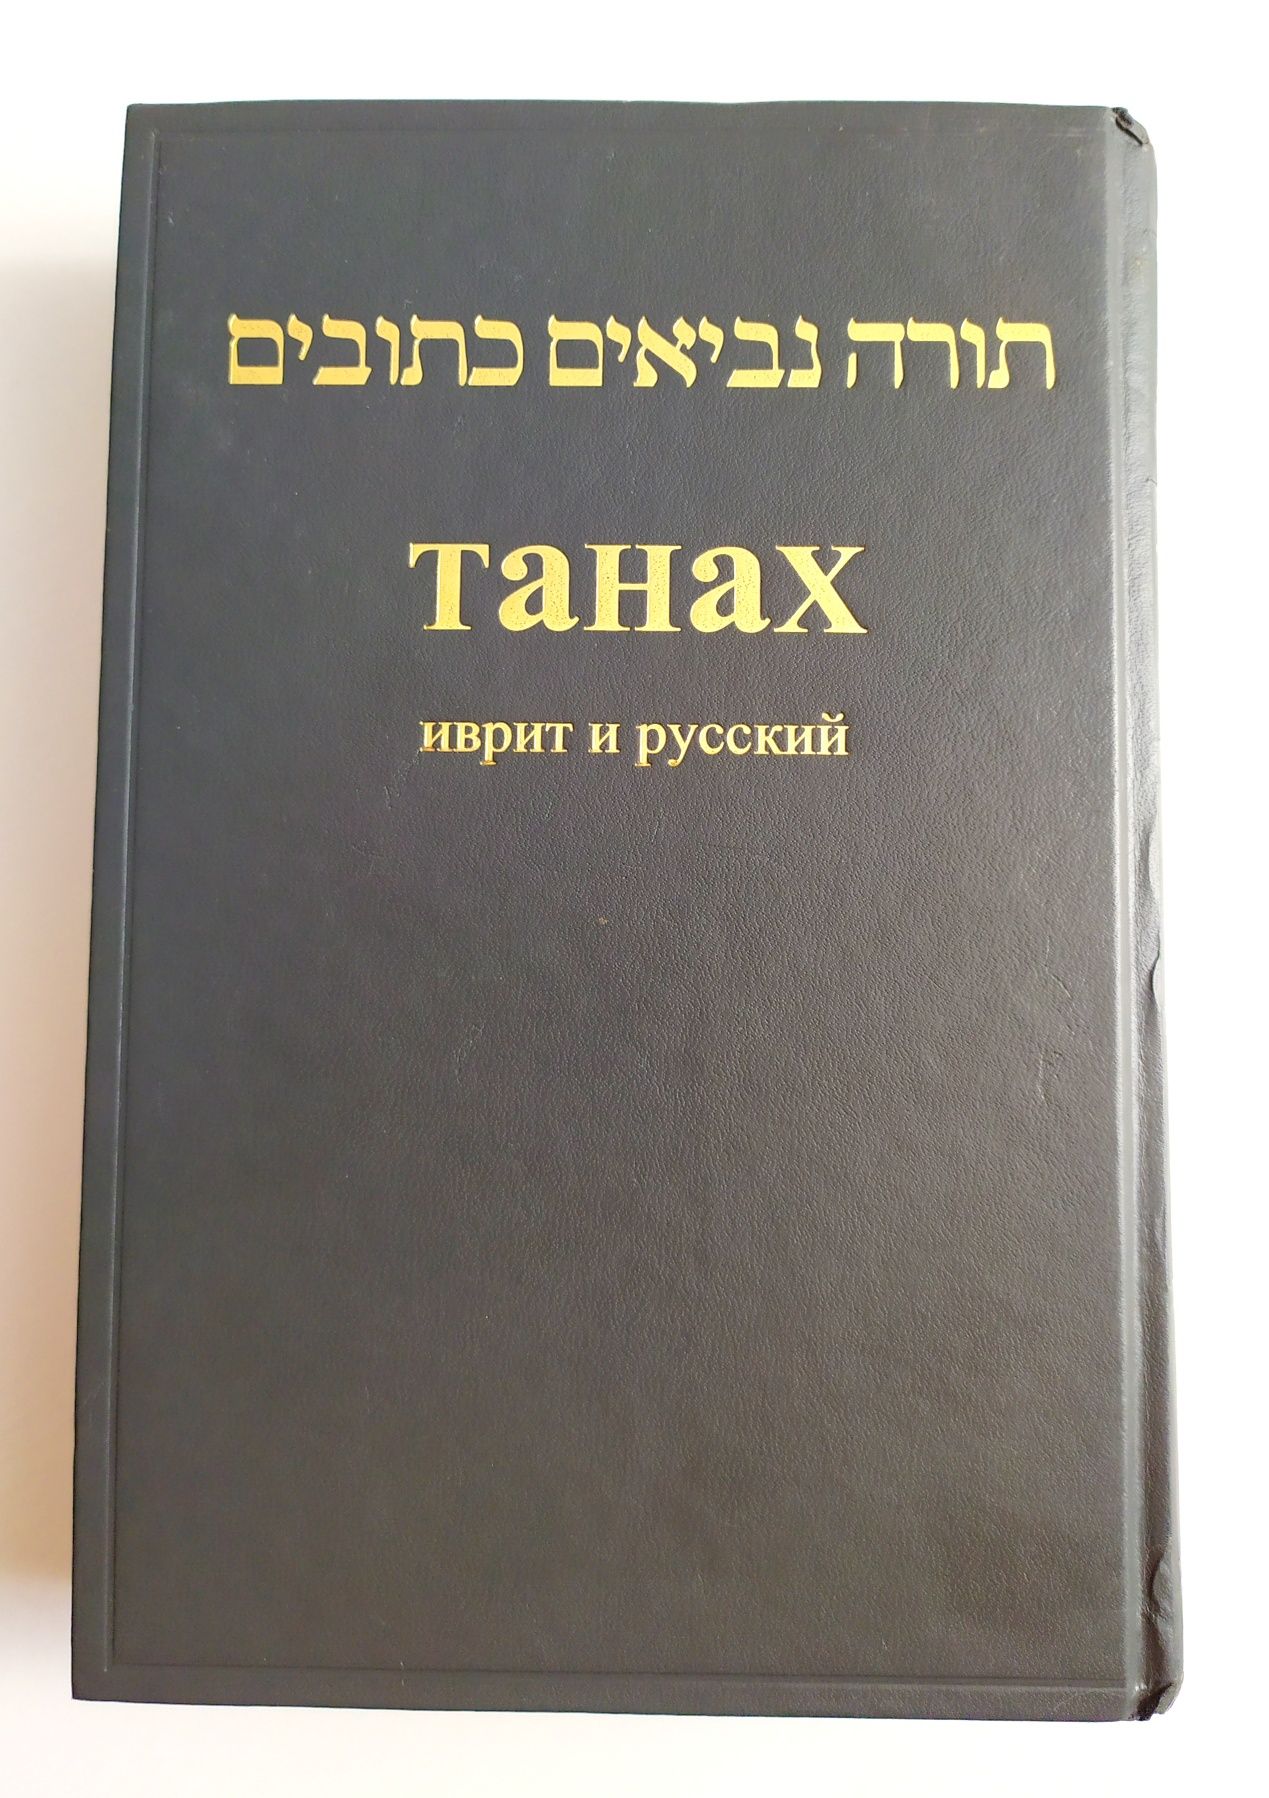 תורה נביאים כתובים
танах
иврит и русский